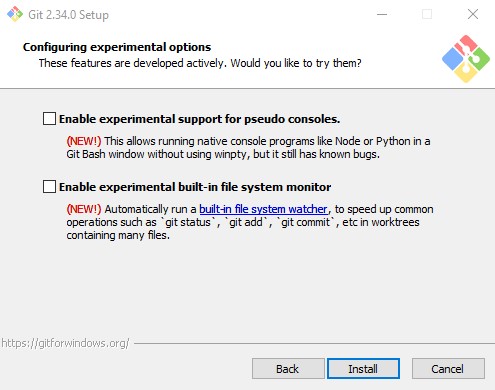 Git 2.34.0 Setup
Configuring experimental options
These features are developed actively. Would you like to try them?
Enable experimental support for pseudo consoles.
(NEW!) This allows running native console programs like Node or Python in a
Git Bash window without using winpty, but it still has known bugs.
Enable experimental built-in file system monitor
(NEW!) Automatically run a built-in file system watcher, to speed up common
operations such as `git status`, `git add`, `git commit`, etc in worktrees
containing many files.
https://gitforwindows.org/
Back
Install
Cancel